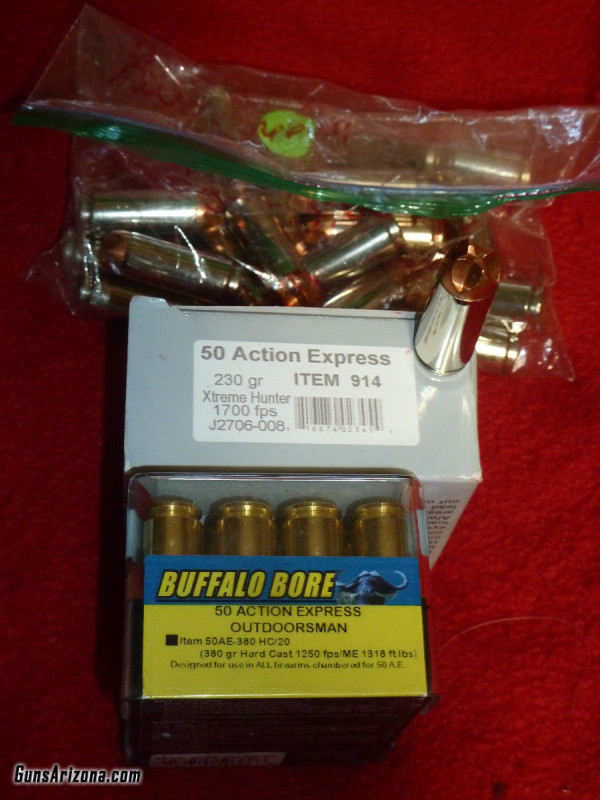 50 Action Express
230 gr ITEM 914
Xtreme Hunter
1700 fps
J2706-008
BUFFALO BORE
50 ACTION EXPRESS
OUTDOORSMAN
Item 50AE-380 HC/20
(380 gr Hard Cast 1250 fps/ME 1318 ft lbs)
Designed for use in ALL firearms chambered for 50 A.E.
GunsArizona.com